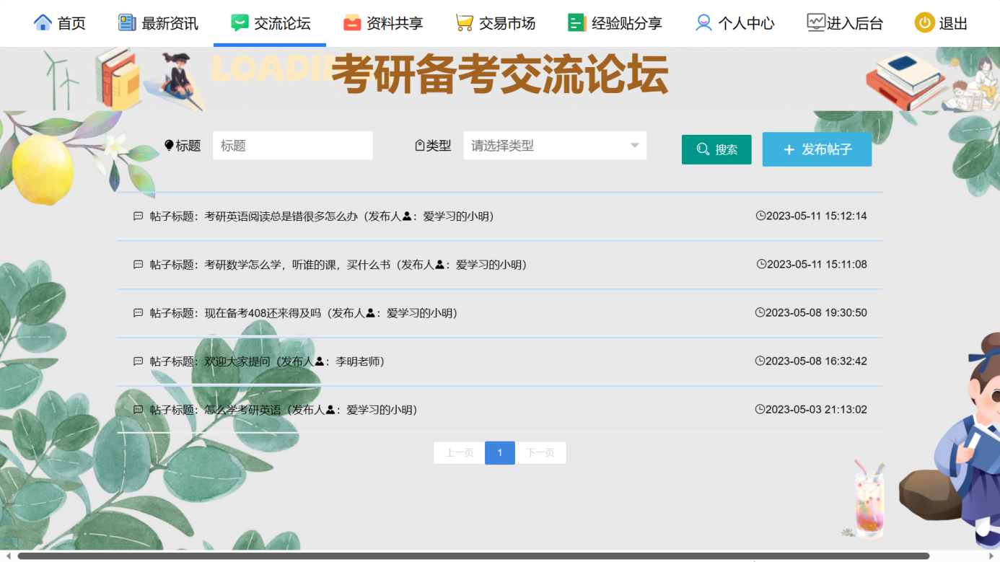 首页 最新资讯 交流论坛 资料共享 交易市场 经验贴分享 个人中心 进入后台 退出
LOADI
考研备考交流论坛
标题 标题 类型 请选择类型 搜索 + 发布帖子
帖子标题：考研英语阅读总是错很多怎么办（发布人：爱学习的小明） 2023-05-11 15:12:14
帖子标题：考研数学怎么学，听谁的课，买什么书（发布人：爱学习的小明） 2023-05-11 15:11:08
帖子标题：现在备考408还来得及吗（发布人：爱学习的小明） 2023-05-08 19:30:50
帖子标题：欢迎大家提问（发布人：李明老师） 2023-05-08 16:32:42
帖子标题：怎么学考研英语（发布人：爱学习的小明） 2023-05-03 21:13:02
上一页 1 下一页